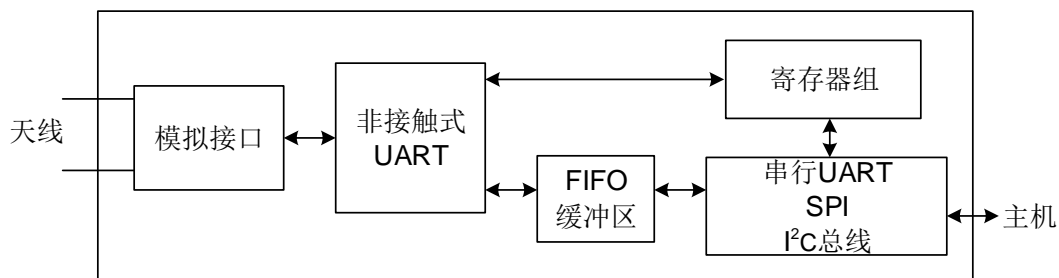 天线
模拟接口
非接触式
UART
寄存器组
FIFO
缓冲区
串行UART
SPI
I²C总线
主机